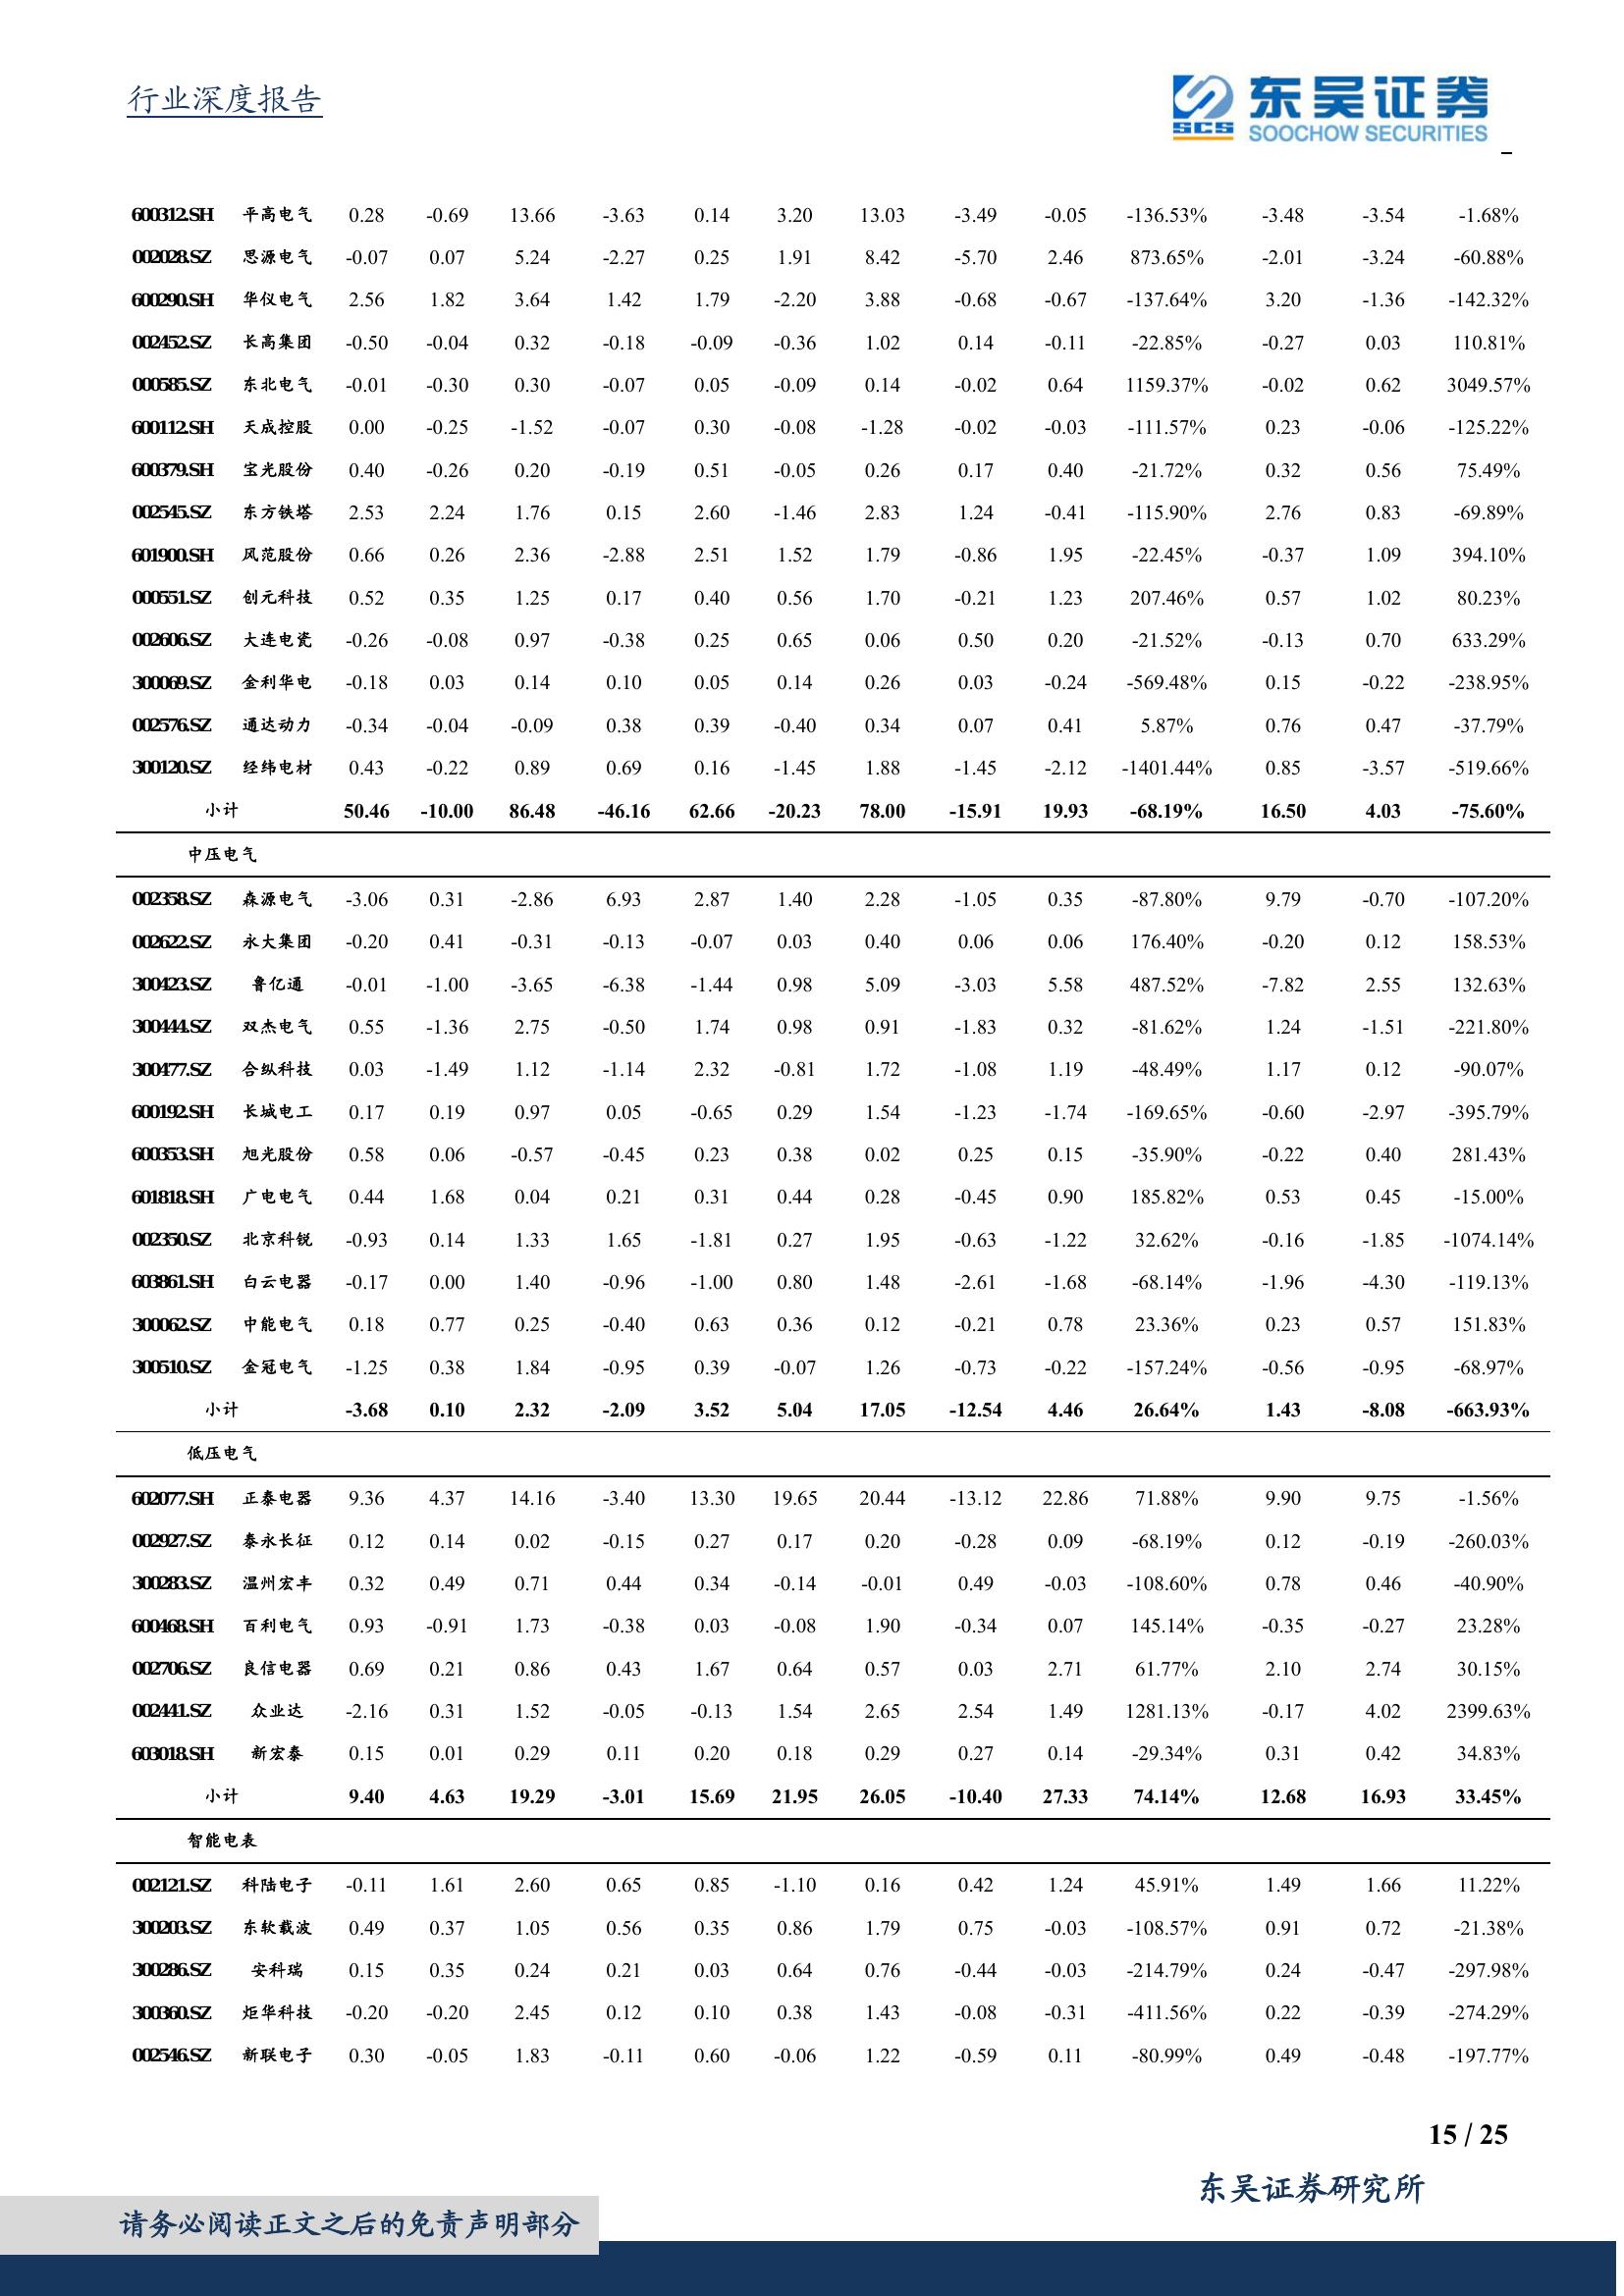 行业深度报告
SCS 东吴证券
SOOCHOW SECURITIES
600312.SH 平高电气 0.28 -0.69 13.66 -3.63 0.14 3.20 13.03 -3.49 -0.05 -136.53% -3.48 -3.54 -1.68%
002028.SZ 思源电气 -0.07 0.07 5.24 -2.27 0.25 1.91 8.42 -5.70 2.46 873.65% -2.01 -3.24 -60.88%
600290.SH 华仪电气 2.56 1.82 3.64 1.42 1.79 -2.20 3.88 -0.68 -0.67 -137.64% 3.20 -1.36 -142.32%
002452.SZ 长高集团 -0.50 -0.04 0.32 -0.18 -0.09 -0.36 1.02 0.14 -0.11 -22.85% -0.27 0.03 110.81%
000585.SZ 东北电气 -0.01 -0.30 0.30 -0.07 0.05 -0.09 0.14 -0.02 0.64 1159.37% -0.02 0.62 3049.57%
600112.SH 天成控股 0.00 -0.25 -1.52 -0.07 0.30 -0.08 -1.28 -0.02 -0.03 -111.57% 0.23 -0.06 -125.22%
600379.SH 宝光股份 0.40 -0.26 0.20 -0.19 0.51 -0.05 0.26 0.17 0.40 -21.72% 0.32 0.56 75.49%
002545.SZ 东方铁塔 2.53 2.24 1.76 0.15 2.60 -1.46 2.83 1.24 -0.41 -115.90% 2.76 0.83 -69.89%
601900.SH 风范股份 0.66 0.26 2.36 -2.88 2.51 1.52 1.79 -0.86 1.95 -22.45% -0.37 1.09 394.10%
000551.SZ 创元科技 0.52 0.35 1.25 0.17 0.40 0.56 1.70 -0.21 1.23 207.46% 0.57 1.02 80.23%
002606.SZ 大连电瓷 -0.26 -0.08 0.97 -0.38 0.25 0.65 0.06 0.50 0.20 -21.52% -0.13 0.70 633.29%
300069.SZ 金利华电 -0.18 0.03 0.14 0.10 0.05 0.14 0.26 0.03 -0.24 -569.48% 0.15 -0.22 -238.95%
002576.SZ 通达动力 -0.34 -0.04 -0.09 0.38 0.39 -0.40 0.34 0.07 0.41 5.87% 0.76 0.47 -37.79%
300120.SZ 经纬电材 0.43 -0.22 0.89 0.69 0.16 -1.45 1.88 -1.45 -2.12 -1401.44% 0.85 -3.57 -519.66%
小计 50.46 -10.00 86.48 -46.16 62.66 -20.23 78.00 -15.91 19.93 -68.19% 16.50 4.03 -75.60%
中压电气
002358.SZ 森源电气 -3.06 0.31 -2.86 6.93 2.87 1.40 2.28 -1.05 0.35 -87.80% 9.79 -0.70 -107.20%
002622.SZ 永大集团 -0.20 0.41 -0.31 -0.13 -0.07 0.03 0.40 0.06 0.06 176.40% -0.20 0.12 158.53%
300423.SZ 鲁亿通 -0.01 -1.00 -3.65 -6.38 -1.44 0.98 5.09 -3.03 5.58 487.52% -7.82 2.55 132.63%
300444.SZ 双杰电气 0.55 -1.36 2.75 -0.50 1.74 0.98 0.91 -1.83 0.32 -81.62% 1.24 -1.51 -221.80%
300477.SZ 合纵科技 0.03 -1.49 1.12 -1.14 2.32 -0.81 1.72 -1.08 1.19 -48.49% 1.17 0.12 -90.07%
600192.SH 长城电工 0.17 0.19 0.97 0.05 -0.65 0.29 1.54 -1.23 -1.74 -169.65% -0.60 -2.97 -395.79%
600353.SH 旭光股份 0.58 0.06 -0.57 -0.45 0.23 0.38 0.02 0.25 0.15 -35.90% -0.22 0.40 281.43%
601818.SH 广电电气 0.44 1.68 0.04 0.21 0.31 0.44 0.28 -0.45 0.90 185.82% 0.53 0.45 -15.00%
002350.SZ 北京科锐 -0.93 0.14 1.33 1.65 -1.81 0.27 1.95 -0.63 -1.22 32.62% -0.16 -1.85 -1074.14%
603861.SH 白云电器 -0.17 0.00 1.40 -0.96 -1.00 0.80 1.48 -2.61 -1.68 -68.14% -1.96 -4.30 -119.13%
300062.SZ 中能电气 0.18 0.77 0.25 -0.40 0.63 0.36 0.12 -0.21 0.78 23.36% 0.23 0.57 151.83%
300510.SZ 金冠电气 -1.25 0.38 1.84 -0.95 0.39 -0.07 1.26 -0.73 -0.22 -157.24% -0.56 -0.95 -68.97%
小计 -3.68 0.10 2.32 -2.09 3.52 5.04 17.05 -12.54 4.46 26.64% 1.43 -8.08 -663.93%
低压电气
602077.SH 正泰电器 9.36 4.37 14.16 -3.40 13.30 19.65 20.44 -13.12 22.86 71.88% 9.90 9.75 -1.56%
002927.SZ 泰永长征 0.12 0.14 0.02 -0.15 0.27 0.17 0.20 -0.28 0.09 -68.19% 0.12 -0.19 -260.03%
300283.SZ 温州宏丰 0.32 0.49 0.71 0.44 0.34 -0.14 -0.01 0.49 -0.03 -108.60% 0.78 0.46 -40.90%
600468.SH 百利电气 0.93 -0.91 1.73 -0.38 0.03 -0.08 1.90 -0.34 0.07 145.14% -0.35 -0.27 23.28%
002706.SZ 良信电器 0.69 0.21 0.86 0.43 1.67 0.64 0.57 0.03 2.71 61.77% 2.10 2.74 30.15%
002441.SZ 众业达 -2.16 0.31 1.52 -0.05 -0.13 1.54 2.65 2.54 1.49 1281.13% -0.17 4.02 2399.63%
603018.SH 新宏泰 0.15 0.01 0.29 0.11 0.20 0.18 0.29 0.27 0.14 -29.34% 0.31 0.42 34.83%
小计 9.40 4.63 19.29 -3.01 15.69 21.95 26.05 -10.40 27.33 74.14% 12.68 16.93 33.45%
智能电表
002121.SZ 科陆电子 -0.11 1.61 2.60 0.65 0.85 -1.10 0.16 0.42 1.24 45.91% 1.49 1.66 11.22%
300203.SZ 东软载波 0.49 0.37 1.05 0.56 0.35 0.86 1.79 0.75 -0.03 -108.57% 0.91 0.72 -21.38%
300286.SZ 安科瑞 0.15 0.35 0.24 0.21 0.03 0.64 0.76 -0.44 -0.03 -214.79% 0.24 -0.47 -297.98%
300360.SZ 炬华科技 -0.20 -0.20 2.45 0.12 0.10 0.38 1.43 -0.08 -0.31 -411.56% 0.22 -0.39 -274.29%
002546.SZ 新联电子 0.30 -0.05 1.83 -0.11 0.60 -0.06 1.22 -0.59 0.11 -80.99% 0.49 -0.48 -197.77%
15 / 25
东吴证券研究所
请务必阅读正文之后的免责声明部分